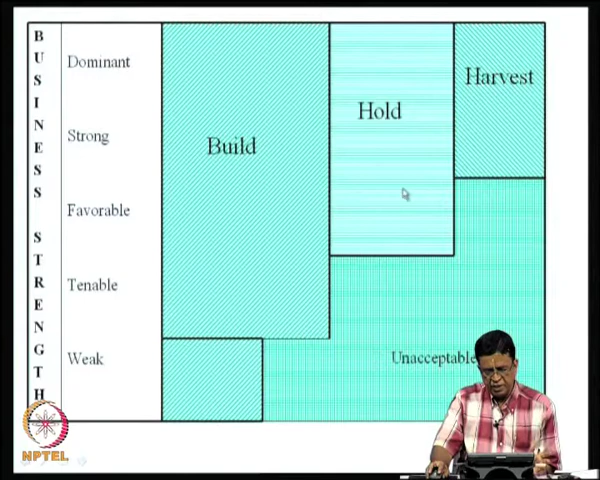 BUSINESS STRENGTH
Dominant
Strong
Favorable
Tenable
Weak
Build
Hold
Harvest
Unacceptable
NPTEL